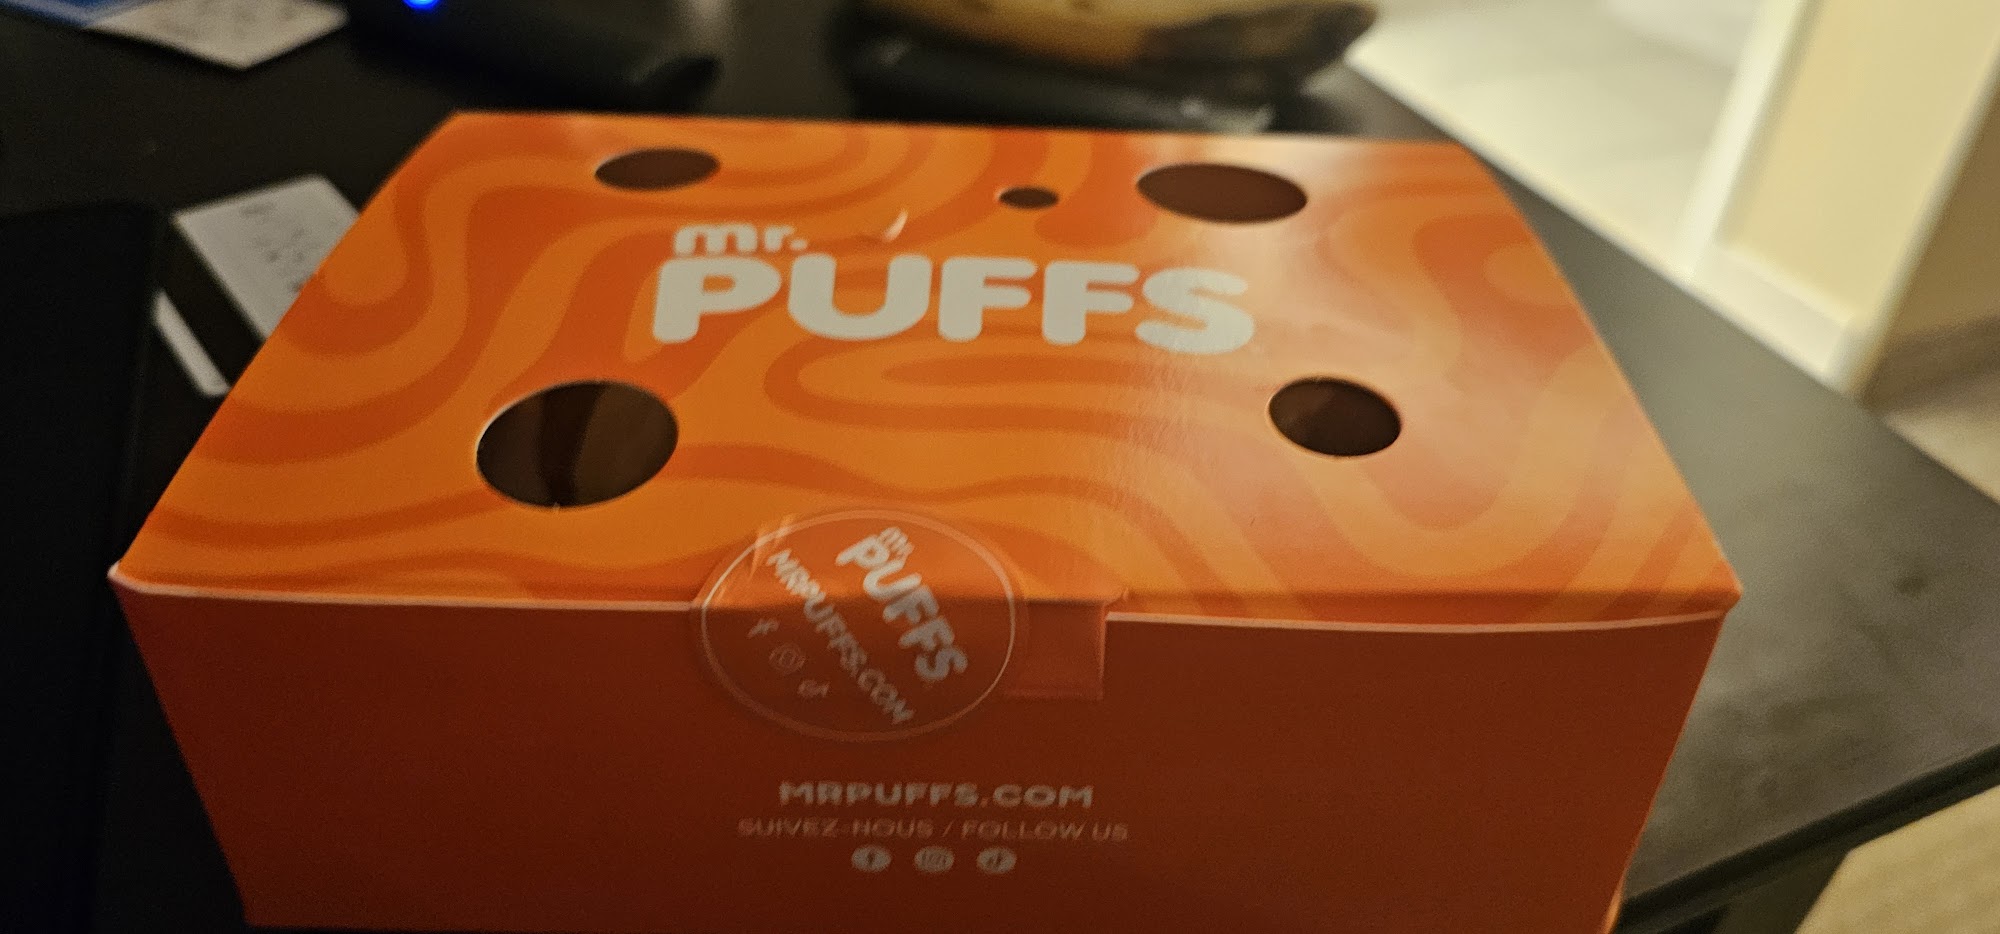 mr.
PUFFS
mr.
PUFFS
MRPUFFS.COM
MRPUFFS.COM
SUIVEZ-NOUS / FOLLOW US